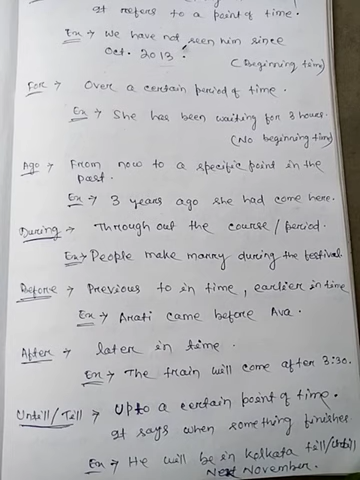 It refers to a point of time.
Ex → We have not seen him since
Oct. 2013.
(Beginning time)
For → Over a certain period of time.
Ex → She has been waiting for 3 hours.
(No beginning time)
Ago → From now to a specific point in the
past.
Ex → 3 years ago she had come here.
During → Through out the course/period.
Ex → People make marry during the festival
Before → Previous to in time, earlier in time
Ex → Arati came before Ava.
After → later in time.
Ex → The train will come after 3:30.
Untill/Till → Upto a certain point of time.
It says when something finishes
Ex → He will be in Kolkata till/Untill
Next November.